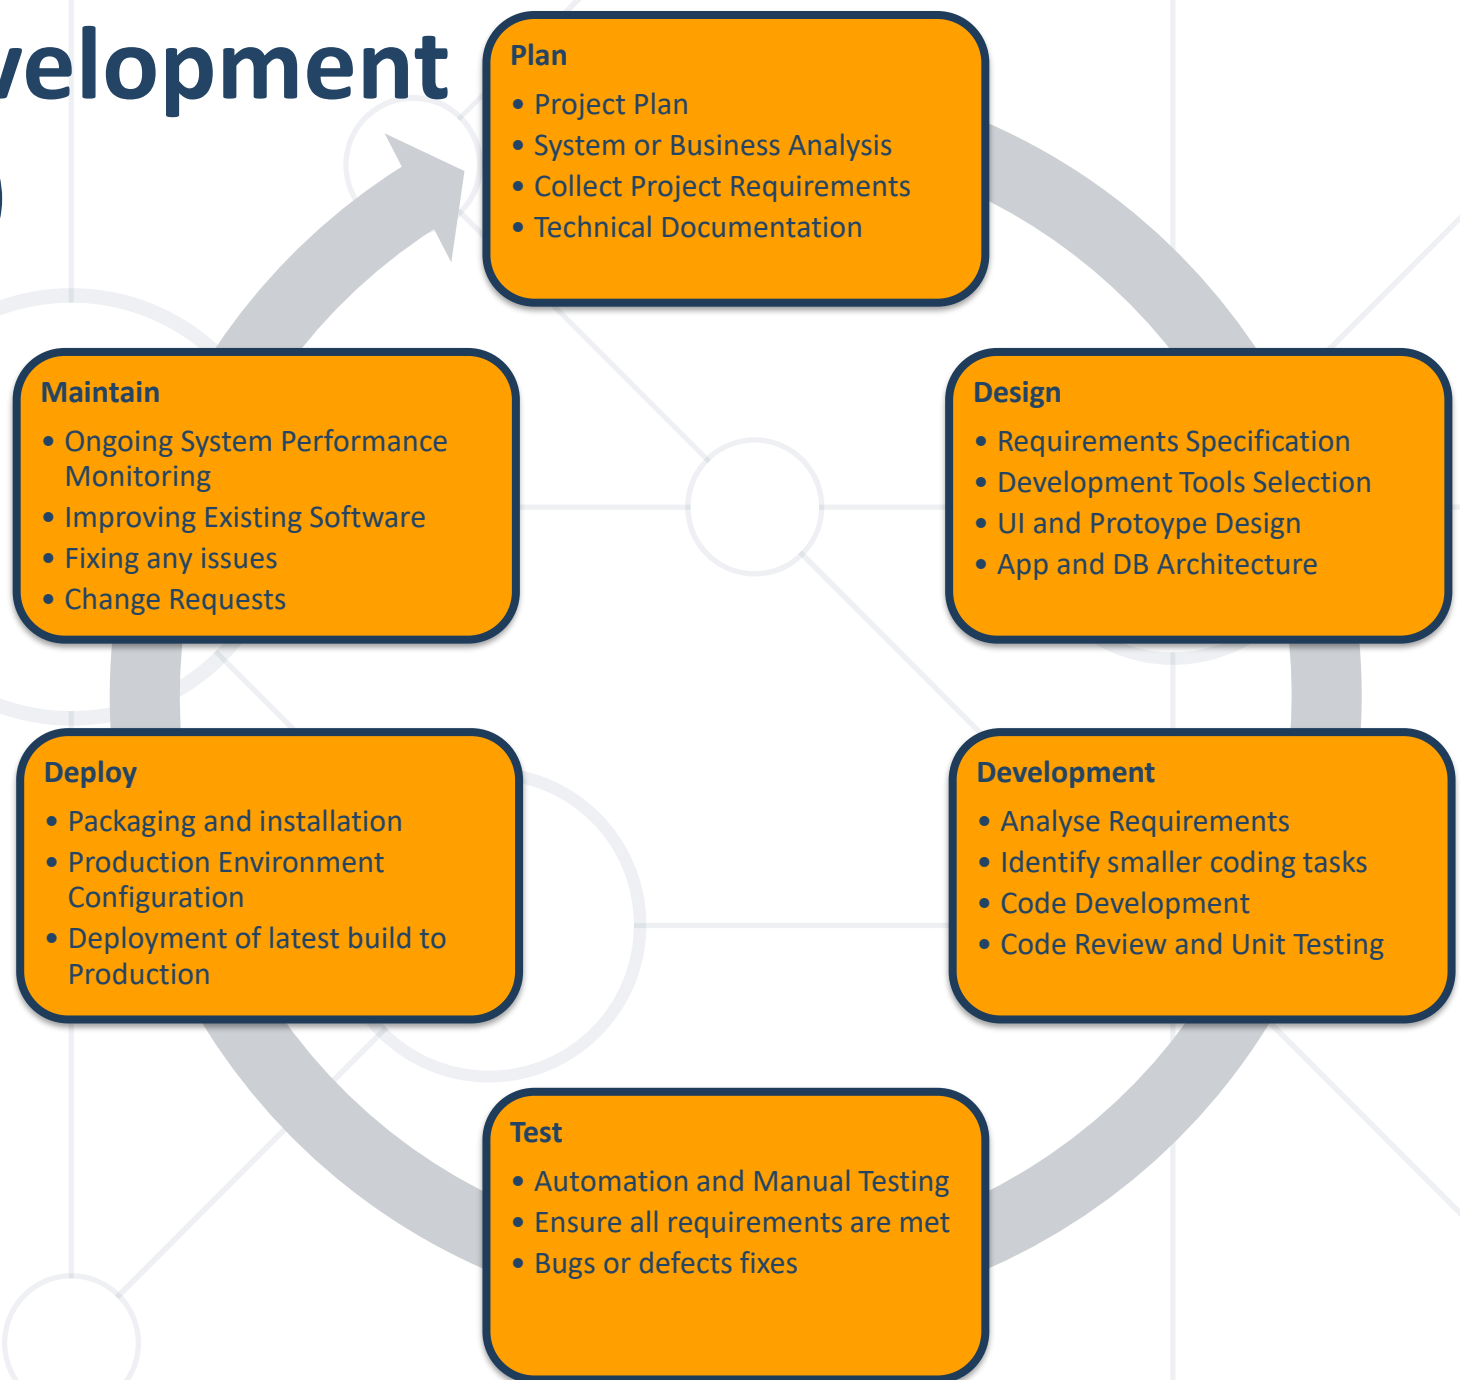 velopment
)
Plan
• Project Plan
• System or Business Analysis
• Collect Project Requirements
• Technical Documentation
Maintain
• Ongoing System Performance
Monitoring
• Improving Existing Software
• Fixing any issues
• Change Requests
Design
• Requirements Specification
• Development Tools Selection
• UI and Protoype Design
• App and DB Architecture
Deploy
• Packaging and installation
• Production Environment
Configuration
• Deployment of latest build to
Production
Development
• Analyse Requirements
• Identify smaller coding tasks
• Code Development
• Code Review and Unit Testing
Test
• Automation and Manual Testing
• Ensure all requirements are met
• Bugs or defects fixes